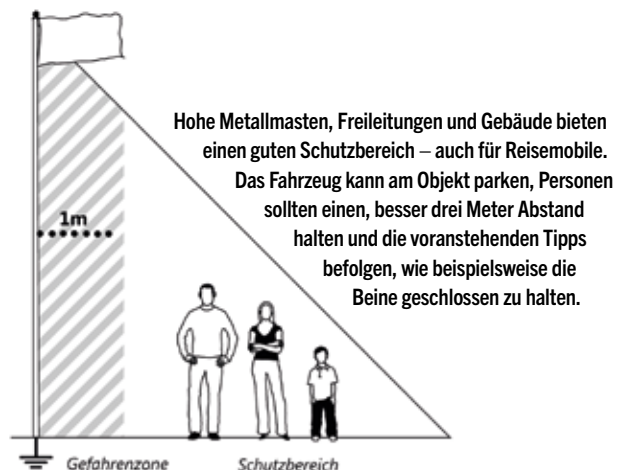 Hohe Metallmasten, Freileitungen und Gebäude bieten
einen guten Schutzbereich – auch für Reisemobile.
Das Fahrzeug kann am Objekt parken, Personen
sollten einen, besser drei Meter Abstand
halten und die voranstehenden Tipps
befolgen, wie beispielsweise die
Beine geschlossen zu halten.
1m
Gefahrenzone Schutzbereich